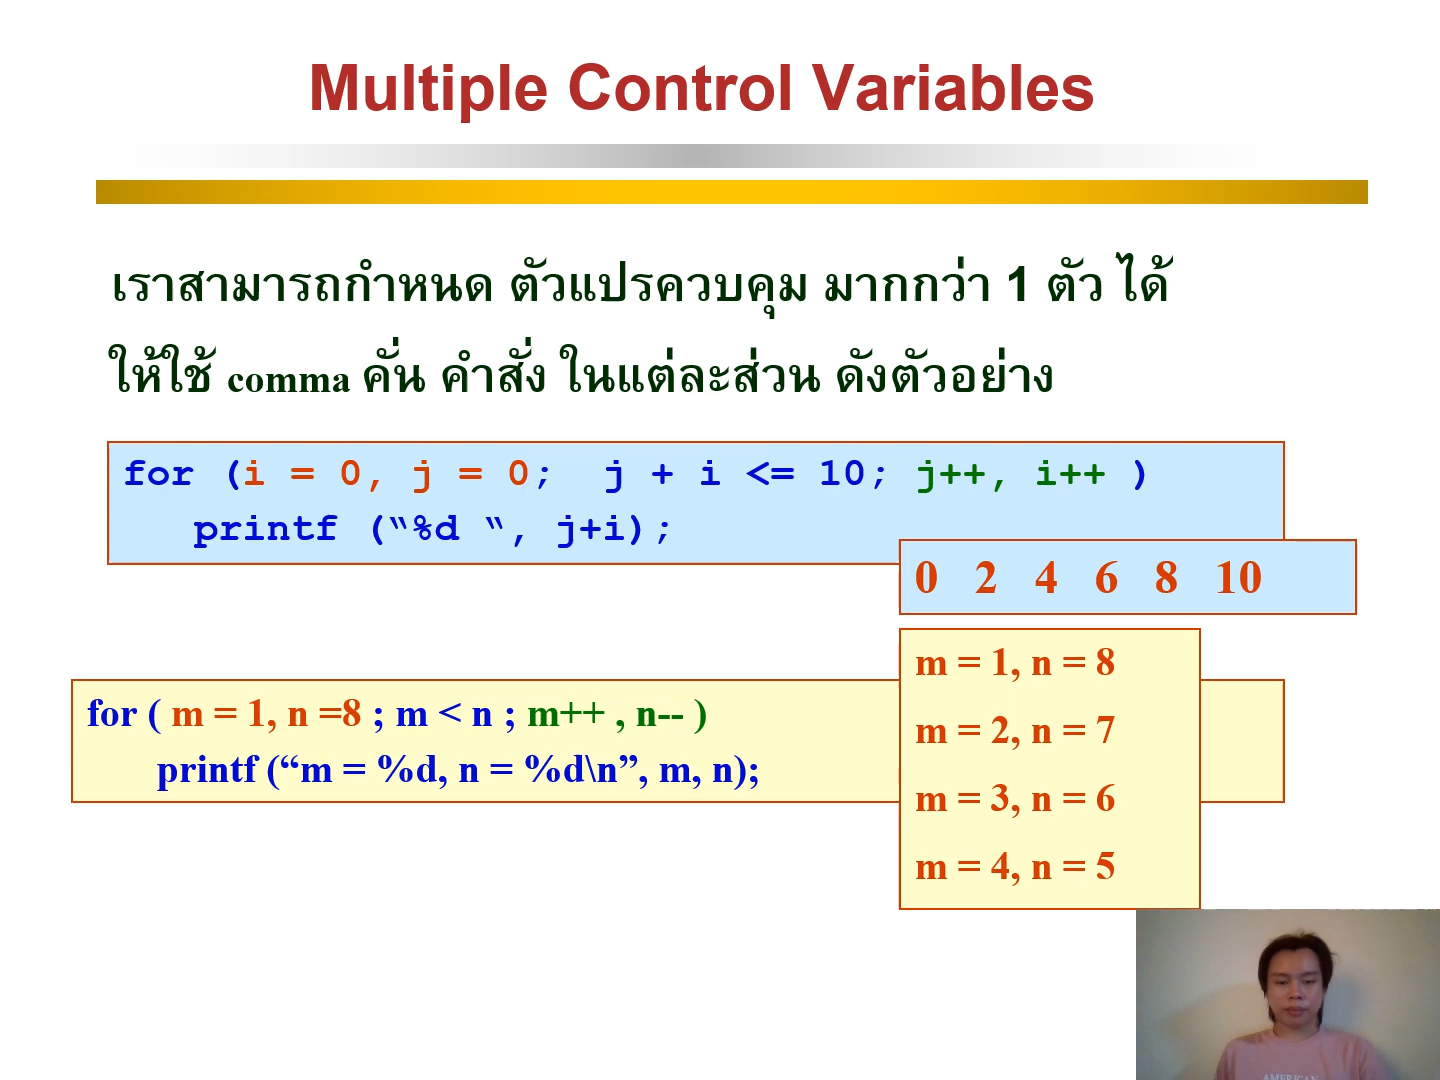 Multiple Control Variables
เราสามารถกำหนด ตัวแปรควบคุม มากกว่า 1 ตัว ได้
ให้ใช้ comma คั่น คำสั่ง ในแต่ละส่วน ดังตัวอย่าง
for (i = 0, j = 0;  j + i <= 10; j++, i++ )
printf (“%d “, j+i);
0 2 4 6 8 10
for ( m = 1, n =8 ; m < n ; m++ , n-- )
printf (“m = %d, n = %d\n”, m, n);
m = 1, n = 8
m = 2, n = 7
m = 3, n = 6
m = 4, n = 5
AMERICAN